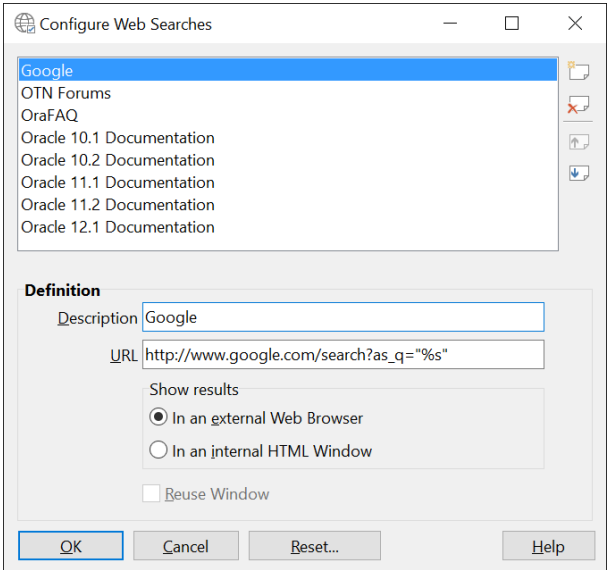 Configure Web Searches
Google
OTN Forums
OraFAQ
Oracle 10.1 Documentation
Oracle 10.2 Documentation
Oracle 11.1 Documentation
Oracle 11.2 Documentation
Oracle 12.1 Documentation
Definition
Description Google
URL http://www.google.com/search?as_q="%s"
Show results
In an external Web Browser
In an internal HTML Window
Reuse Window
OK Cancel Reset... Help